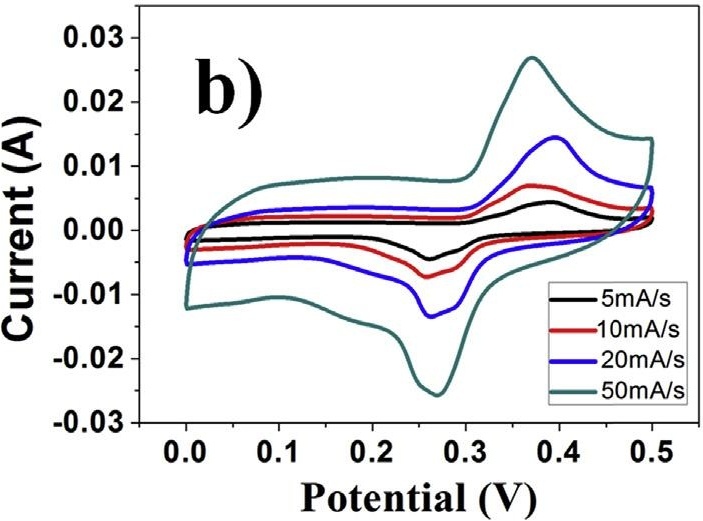 b)
Current (A)
0.03
0.02
0.01
0.00
-0.01
-0.02
-0.03
5mA/s
10mA/s
20mA/s
50mA/s
0.0 0.1 0.2 0.3 0.4 0.5
Potential (V)